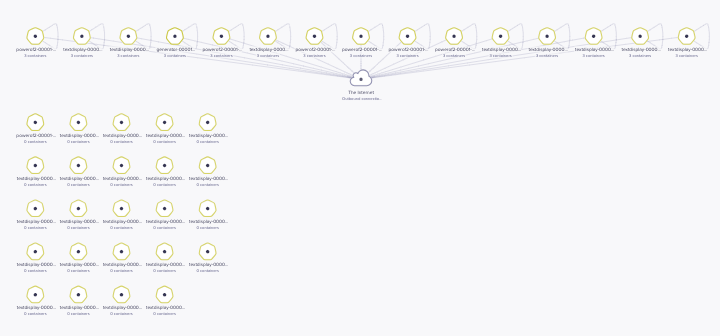 powerof2-00001... textdisplay-0000... textdisplay-0000... generator-00001... powerof2-00001... textdisplay-0000... powerof2-00001... powerof2-00001... powerof2-00001... powerof2-00001... textdisplay-0000... textdisplay-0000... textdisplay-0000... textdisplay-0000... textdisplay-0000...
3 containers 3 containers 3 containers 3 containers 3 containers 3 containers 3 containers 3 containers 3 containers 3 containers 3 containers 3 containers 3 containers 3 containers 3 containers
The Internet
Outbound connectio...
powerof2-00001-... textdisplay-0000... textdisplay-0000... textdisplay-0000... textdisplay-0000...
0 containers 0 containers 0 containers 0 containers 0 containers
textdisplay-0000... textdisplay-0000... textdisplay-0000... textdisplay-0000... textdisplay-0000...
0 containers 0 containers 0 containers 0 containers 0 containers
textdisplay-0000... textdisplay-0000... textdisplay-0000... textdisplay-0000... textdisplay-0000...
0 containers 0 containers 0 containers 0 containers 0 containers
textdisplay-0000... textdisplay-0000... textdisplay-0000... textdisplay-0000... textdisplay-0000...
0 containers 0 containers 0 containers 0 containers 0 containers
textdisplay-0000... textdisplay-0000... textdisplay-0000... textdisplay-0000...
0 containers 0 containers 0 containers 0 containers